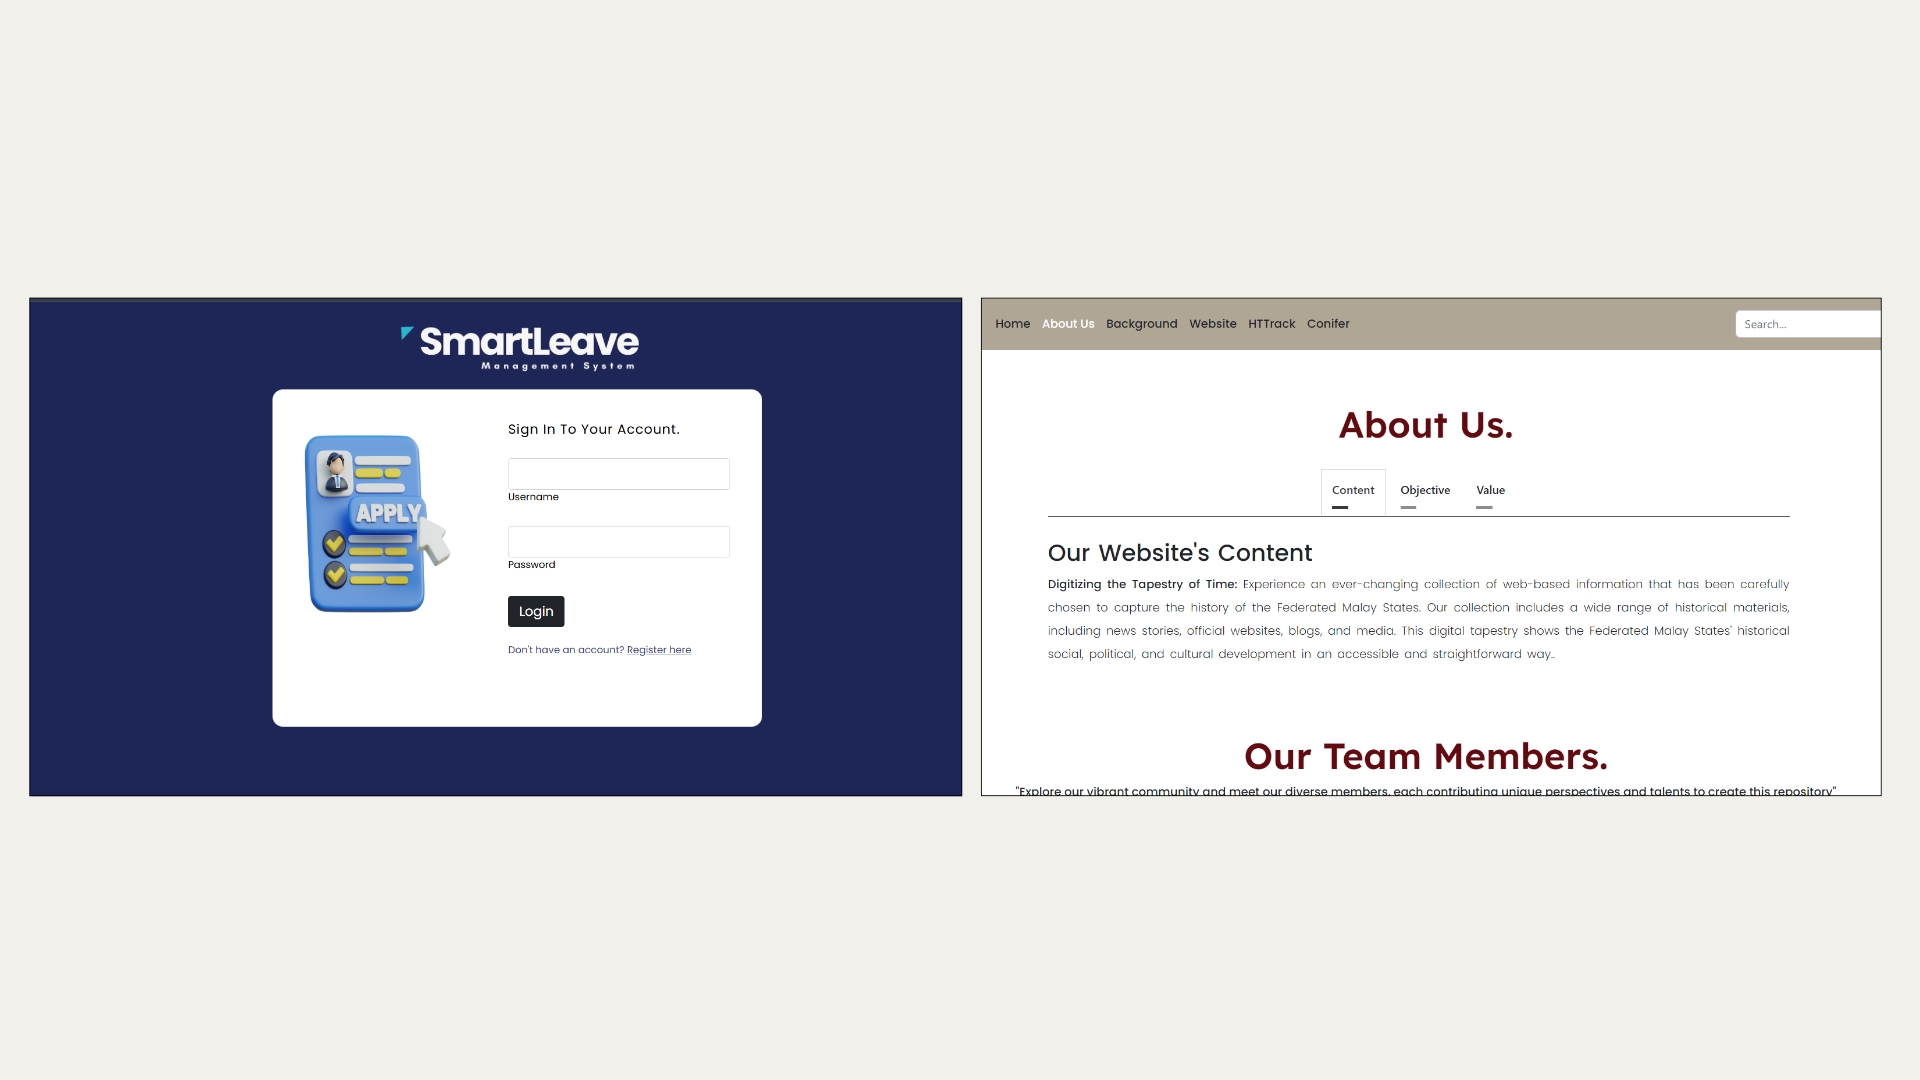 SmartLeave
Management System
Sign In To Your Account.
APPLY
Username
Password
Login
Don't have an account? Register here
Home About Us Background Website HTTrack Conifer Search...
About Us.
Content Objective Value
Our Website's Content
Digitizing the Tapestry of Time: Experience an ever-changing collection of web-based information that has been carefully
chosen to capture the history of the Federated Malay States. Our collection includes a wide range of historical materials,
including news stories, official websites, blogs, and media. This digital tapestry shows the Federated Malay States' historical
social, political, and cultural development in an accessible and straightforward way..
Our Team Members.
"Explore our vibrant community and meet our diverse members, each contributing unique perspectives and talents to create this repository"